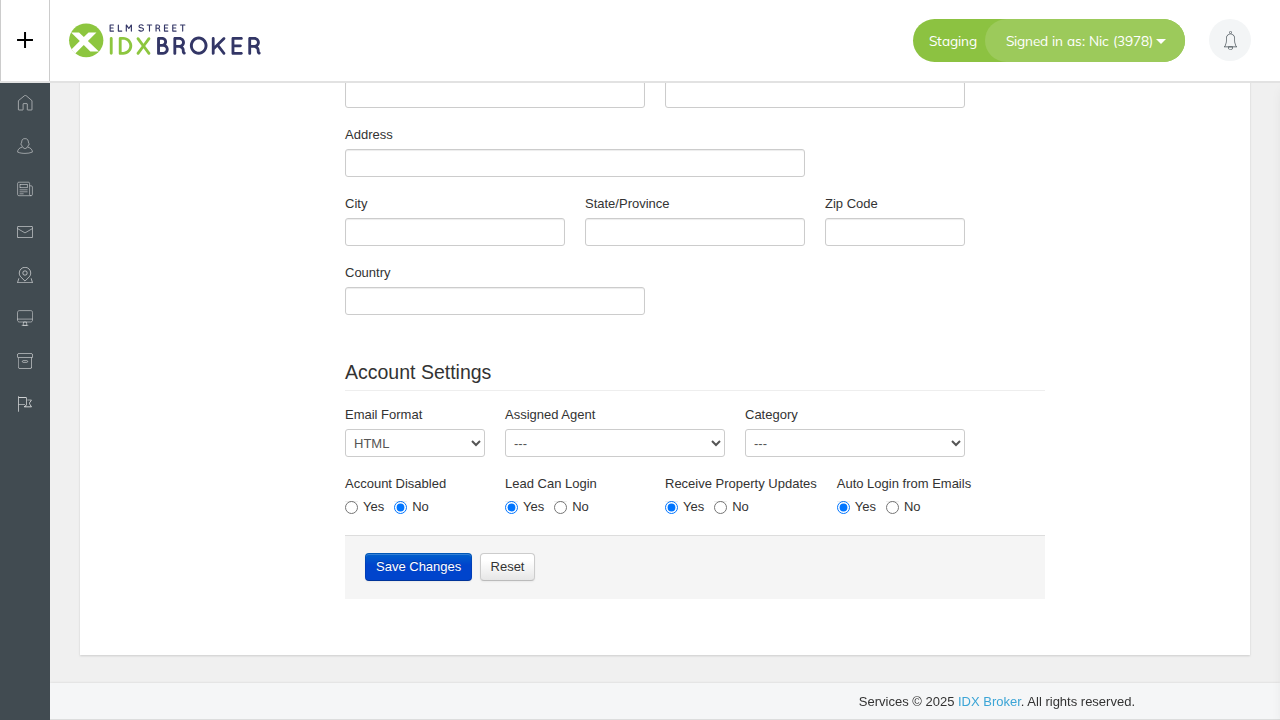 ELM STREET
IDXBROKER
Staging
Signed in as: Nic (3978)
Address
City
State/Province
Zip Code
Country
Account Settings
Email Format
Assigned Agent
Category
HTML
---
---
Account Disabled
Lead Can Login
Receive Property Updates
Auto Login from Emails
Yes No
Yes No
Yes No
Yes No
Save Changes
Reset
Services © 2025 IDX Broker. All rights reserved.